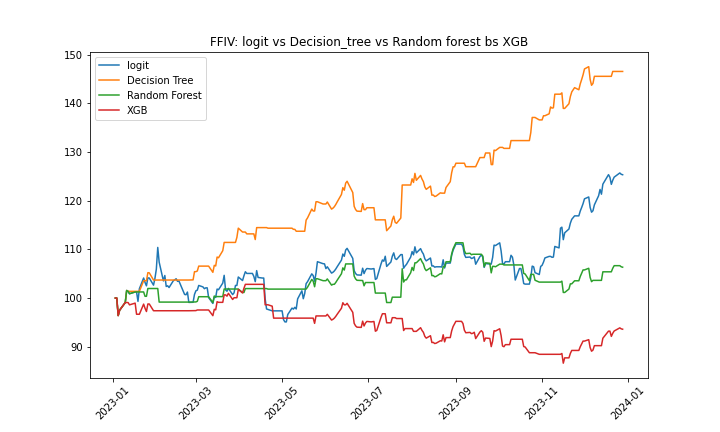 FFIV: logit vs Decision_tree vs Random forest bs XGB
150
140
130
120
110
100
90
logit
Decision Tree
Random Forest
XGB
2023-01
2023-03
2023-05
2023-07
2023-09
2023-11
2024-01